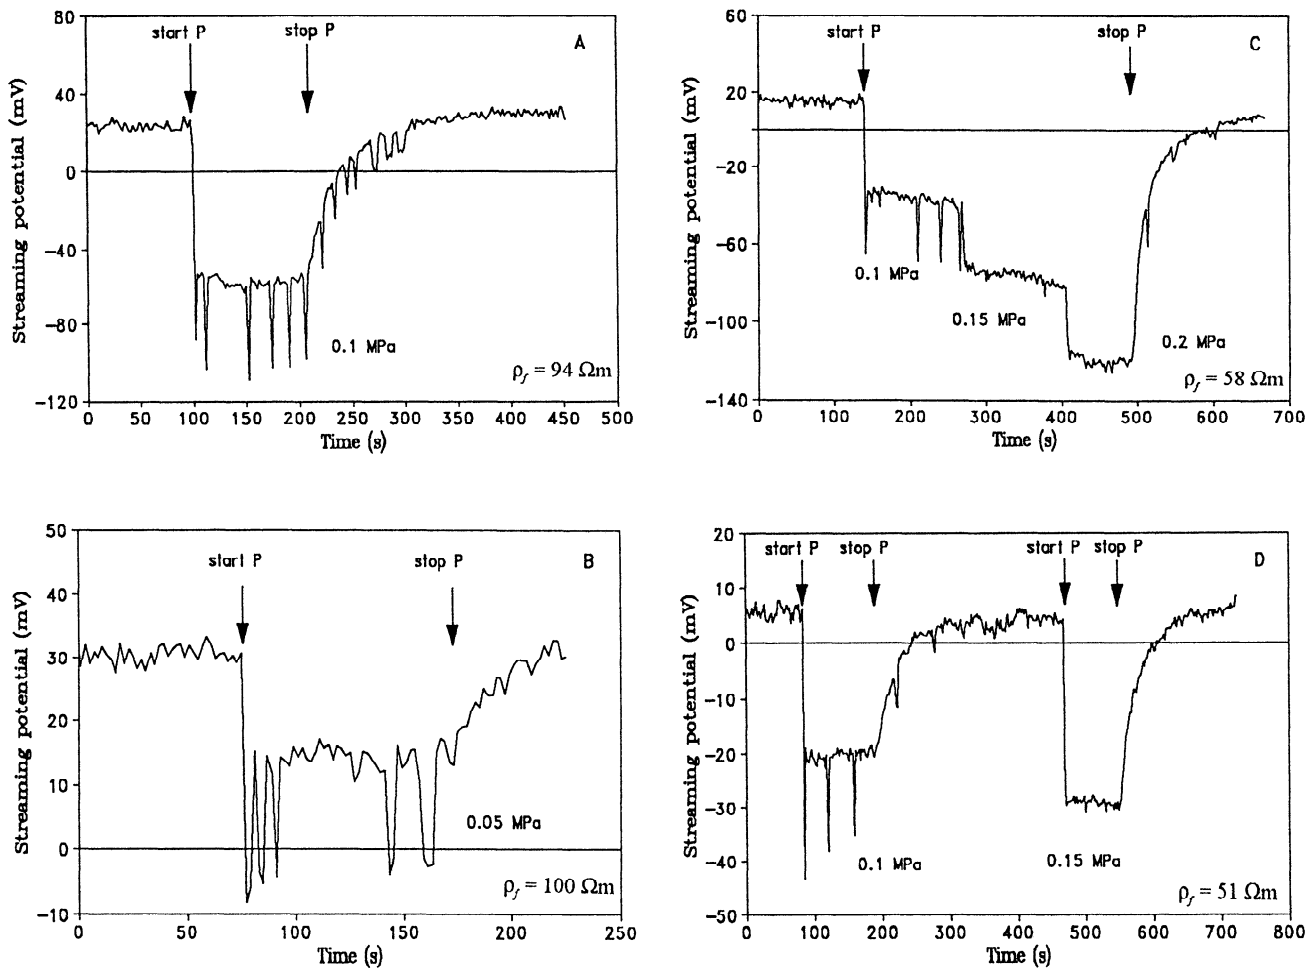 80
40
0
-40
-80
-120
Streaming potential (mV)
start P
stop P
A
0.1 MPa
ρf = 94 Ωm
0 50 100 150 200 250 300 350 400 450 500
Time (s)
60
20
-20
-60
-100
-140
Streaming potential (mV)
start P
stop P
C
0.1 MPa
0.15 MPa
0.2 MPa
ρf = 58 Ωm
0 100 200 300 400 500 600 700
Time (s)
50
40
30
20
10
0
-10
Streaming potential (mV)
start P
stop P
B
0.05 MPa
ρf = 100 Ωm
0 50 100 150 200 250
Time (s)
20
10
0
-10
-20
-30
-40
-50
Streaming potential (mV)
start P
stop P
start P
stop P
D
0.1 MPa
0.15 MPa
ρf = 51 Ωm
0 100 200 300 400 500 600 700 800
Time (s)